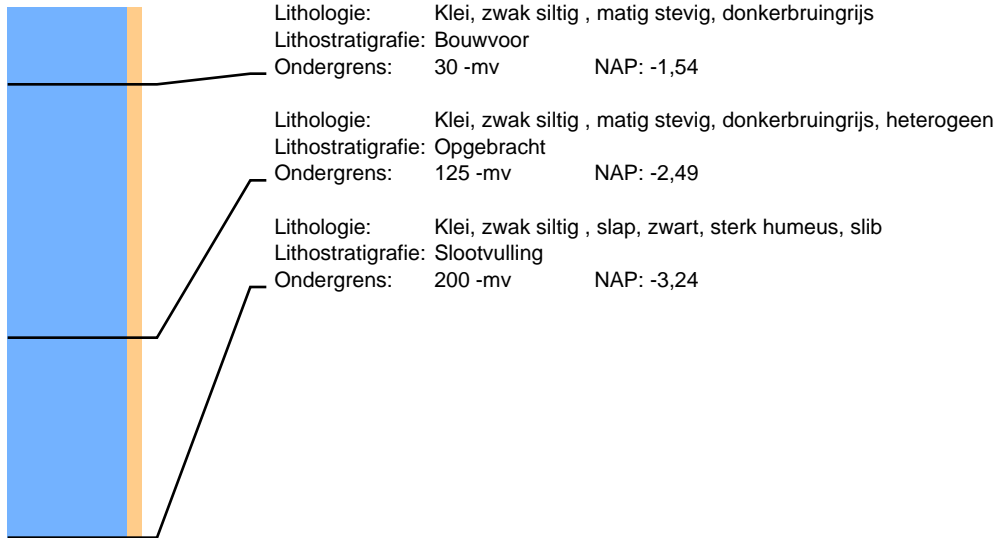 Lithologie: Klei, zwak siltig , matig stevig, donkerbruingrijs
Lithostratigrafie: Bouwvoor
Ondergrens: 30 -mv NAP: -1,54
Lithologie: Klei, zwak siltig , matig stevig, donkerbruingrijs, heterogeen
Lithostratigrafie: Opgebracht
Ondergrens: 125 -mv NAP: -2,49
Lithologie: Klei, zwak siltig , slap, zwart, sterk humeus, slib
Lithostratigrafie: Slootvulling
Ondergrens: 200 -mv NAP: -3,24